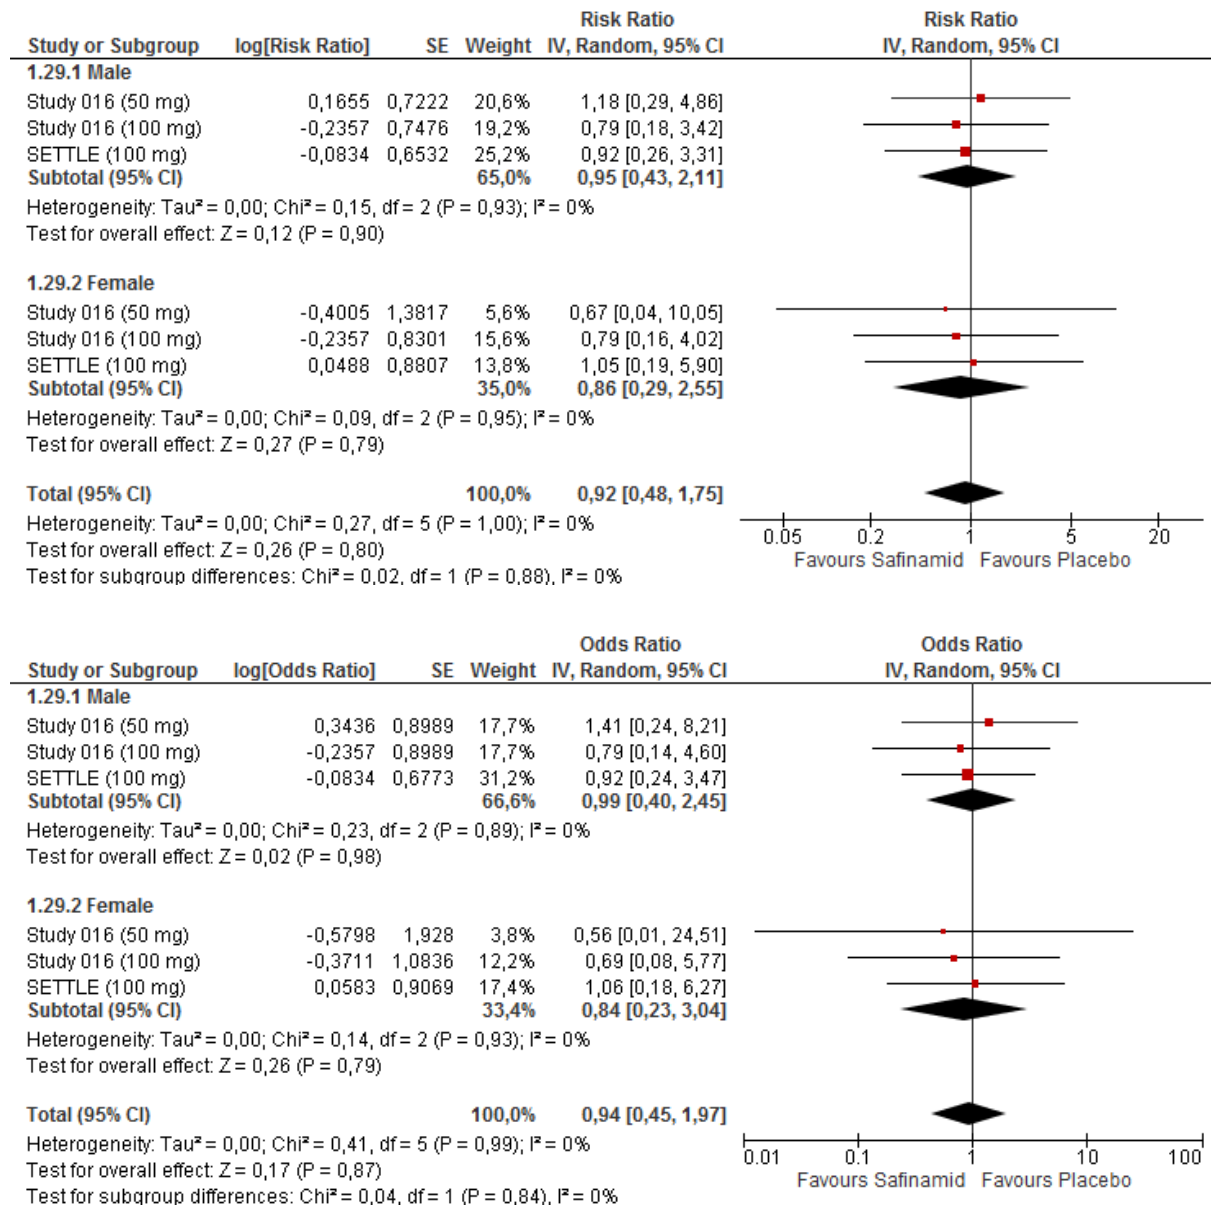 Risk Ratio Risk Ratio
Study or Subgroup log[Risk Ratio] SE Weight IV, Random, 95% CI IV, Random, 95% CI
1.29.1 Male
Study 016 (50 mg) 0,1655 0,7222 20,6% 1,18 [0,29, 4,86]
Study 016 (100 mg) -0,2357 0,7476 19,2% 0,79 [0,18, 3,42]
SETTLE (100 mg) -0,0834 0,6532 25,2% 0,92 [0,26, 3,31]
Subtotal (95% CI) 65,0% 0,95 [0,43, 2,11]
Heterogeneity: Tau² = 0,00; Chi² = 0,15, df = 2 (P = 0,93); I² = 0%
Test for overall effect: Z = 0,12 (P = 0,90)
1.29.2 Female
Study 016 (50 mg) -0,4005 1,3817 5,6% 0,67 [0,04, 10,05]
Study 016 (100 mg) -0,2357 0,8301 15,6% 0,79 [0,16, 4,02]
SETTLE (100 mg) 0,0488 0,8807 13,8% 1,05 [0,19, 5,90]
Subtotal (95% CI) 35,0% 0,86 [0,29, 2,55]
Heterogeneity: Tau² = 0,00; Chi² = 0,09, df = 2 (P = 0,95); I² = 0%
Test for overall effect: Z = 0,27 (P = 0,79)
Total (95% CI) 100,0% 0,92 [0,48, 1,75]
Heterogeneity: Tau² = 0,00; Chi² = 0,27, df = 5 (P = 1,00); I² = 0%
Test for overall effect: Z = 0,26 (P = 0,80)
Test for subgroup differences: Chi² = 0,02, df = 1 (P = 0,88), I² = 0%
0.05 0.2 1 5 20
Favours Safinamid Favours Placebo
Odds Ratio Odds Ratio
Study or Subgroup log[Odds Ratio] SE Weight IV, Random, 95% CI IV, Random, 95% CI
1.29.1 Male
Study 016 (50 mg) 0,3436 0,8989 17,7% 1,41 [0,24, 8,21]
Study 016 (100 mg) -0,2357 0,8989 17,7% 0,79 [0,14, 4,60]
SETTLE (100 mg) -0,0834 0,6773 31,2% 0,92 [0,24, 3,47]
Subtotal (95% CI) 66,6% 0,99 [0,40, 2,45]
Heterogeneity: Tau² = 0,00; Chi² = 0,23, df = 2 (P = 0,89); I² = 0%
Test for overall effect: Z = 0,02 (P = 0,98)
1.29.2 Female
Study 016 (50 mg) -0,5798 1,928 3,8% 0,56 [0,01, 24,51]
Study 016 (100 mg) -0,3711 1,0836 12,2% 0,69 [0,08, 5,77]
SETTLE (100 mg) 0,0583 0,9069 17,4% 1,06 [0,18, 6,27]
Subtotal (95% CI) 33,4% 0,84 [0,23, 3,04]
Heterogeneity: Tau² = 0,00; Chi² = 0,14, df = 2 (P = 0,93); I² = 0%
Test for overall effect: Z = 0,26 (P = 0,79)
Total (95% CI) 100,0% 0,94 [0,45, 1,97]
Heterogeneity: Tau² = 0,00; Chi² = 0,41, df = 5 (P = 0,99); I² = 0%
Test for overall effect: Z = 0,17 (P = 0,87)
Test for subgroup differences: Chi² = 0,04, df = 1 (P = 0,84), I² = 0%
0.01 0.1 1 10 100
Favours Safinamid Favours Placebo